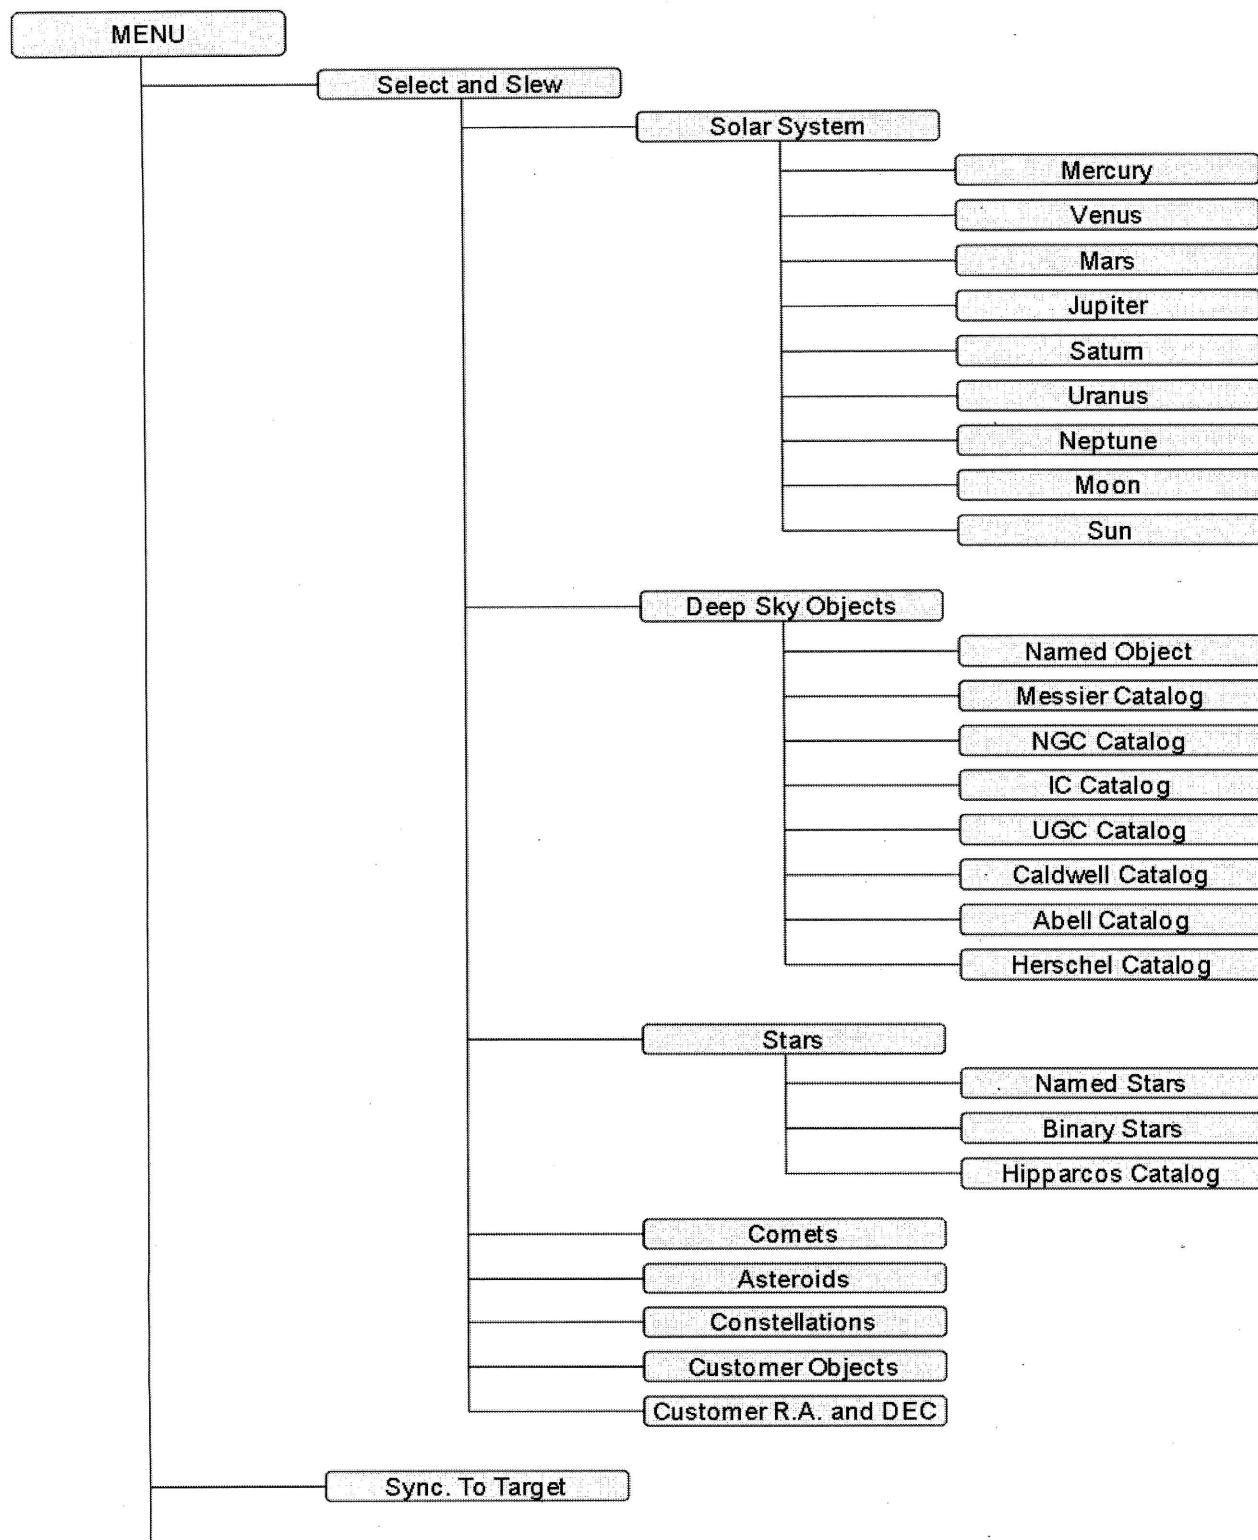 MENU
Select and Slew
Solar System
Mercury
Venus
Mars
Jupiter
Saturn
Uranus
Neptune
Moon
Sun
Deep Sky Objects
Named Object
Messier Catalog
NGC Catalog
IC Catalog
UGC Catalog
Caldwell Catalog
Abell Catalog
Herschel Catalog
Stars
Named Stars
Binary Stars
Hipparcos Catalog
Comets
Asteroids
Constellations
Customer Objects
Customer R.A. and DEC
Sync. To Target